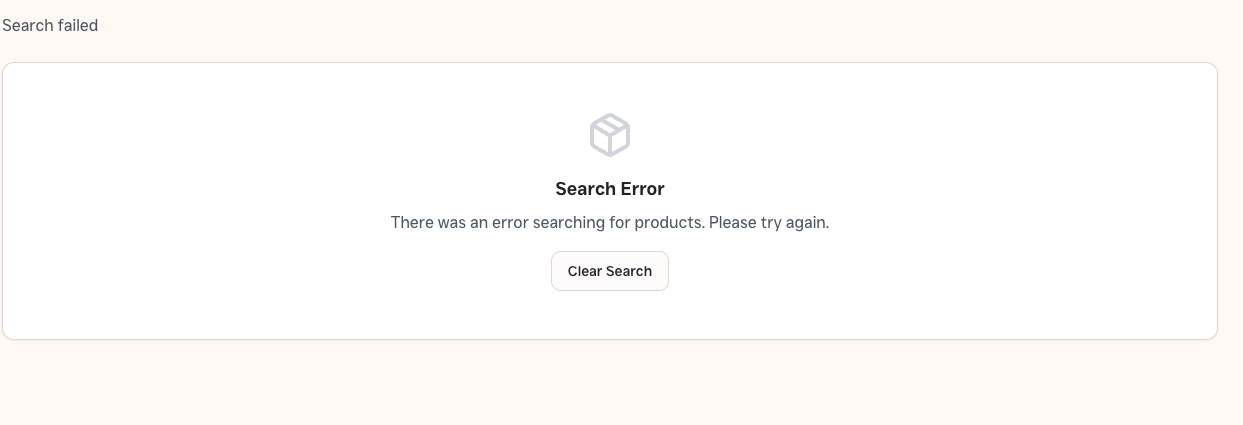 Search failed
Search Error
There was an error searching for products. Please try again.
Clear Search